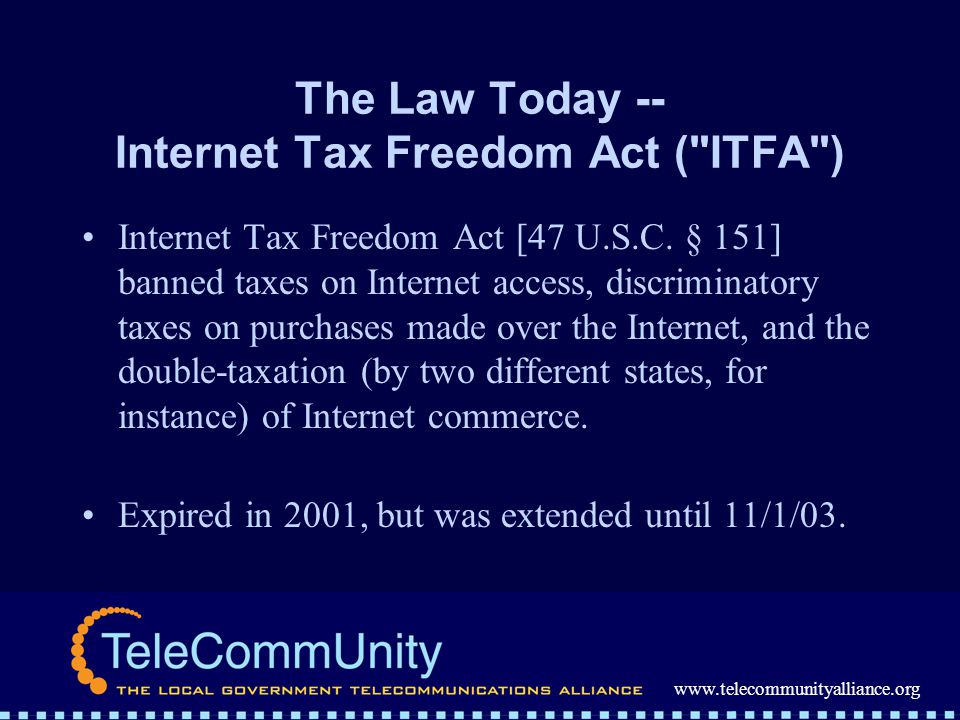 The Law Today --
Internet Tax Freedom Act ("ITFA")
• Internet Tax Freedom Act [47 U.S.C. § 151]
banned taxes on Internet access, discriminatory
taxes on purchases made over the Internet, and the
double-taxation (by two different states, for
instance) of Internet commerce.
• Expired in 2001, but was extended until 11/1/03.
TeleCommUnity
THE LOCAL GOVERNMENT TELECOMMUNICATIONS ALLIANCE
www.telecommunityalliance.org